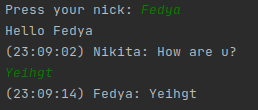 Press your nick: Fedya
Hello Fedya
(23:09:02) Nikita: How are u?
Yeihgt
(23:09:14) Fedya: Yeihgt